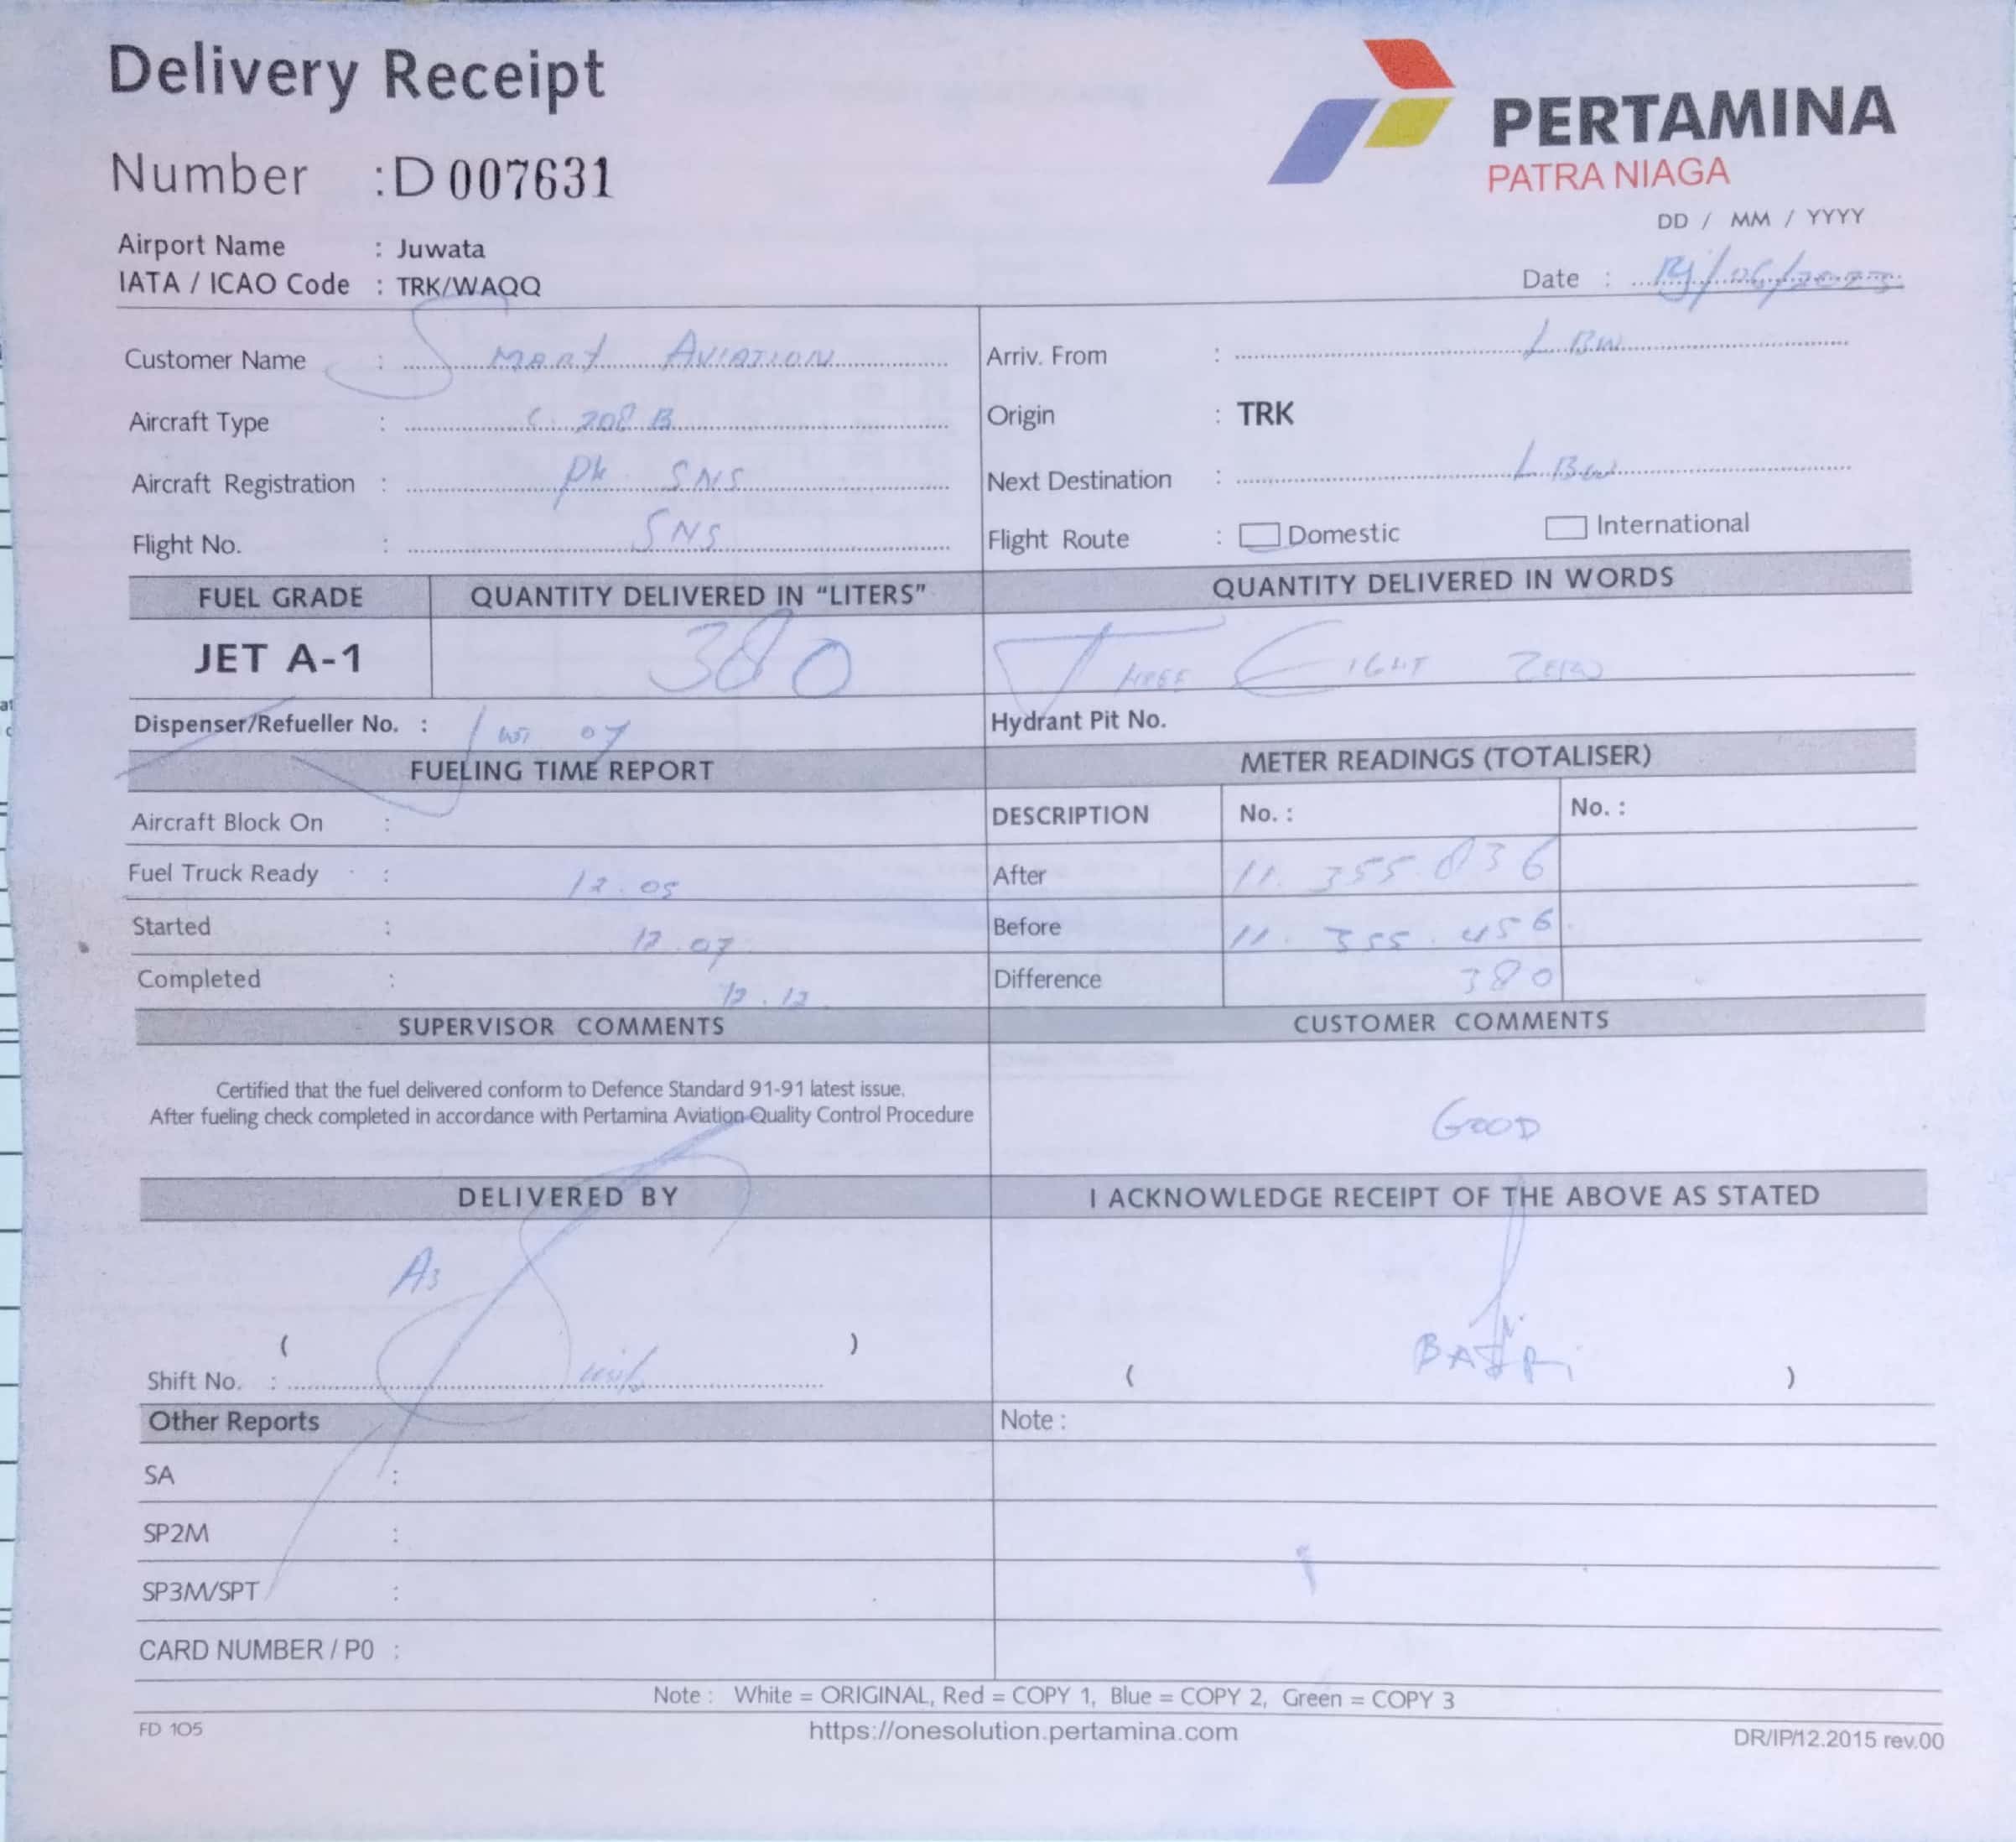 Delivery Receipt
PERTAMINA
PATRA NIAGA
Number : D 007631
DD / MM / YYYY
Airport Name : Juwata
IATA / ICAO Code : TRK/WAQQ
Date : /06/2023
Customer Name : Smart Aviation
Arriv. From : LBW
Aircraft Type : C 208 B
Origin : TRK
Aircraft Registration : PK SNS
Next Destination : LBW
Flight No. : SNS
Flight Route : Domestic International
FUEL GRADE QUANTITY DELIVERED IN “LITERS” QUANTITY DELIVERED IN WORDS
JET A-1 380 THREE EIGHT ZERO
Dispenser/Refueller No. : 07
Hydrant Pit No.
FUELING TIME REPORT METER READINGS (TOTALISER)
Aircraft Block On :
DESCRIPTION No. : No. :
Fuel Truck Ready : 12.05
After 11.355.836
Started : 12.07
Before 11.355.456
Completed : 12.12
Difference 380
SUPERVISOR COMMENTS CUSTOMER COMMENTS
Certified that the fuel delivered conform to Defence Standard 91-91 latest issue.
After fueling check completed in accordance with Pertamina Aviation Quality Control Procedure
GOOD
DELIVERED BY I ACKNOWLEDGE RECEIPT OF THE ABOVE AS STATED
( )
Shift No. :
( )
Other Reports Note :
SA :
SP2M :
SP3M/SPT :
CARD NUMBER / P0 :
Note : White = ORIGINAL, Red = COPY 1, Blue = COPY 2, Green = COPY 3
FD 105 https://onesolution.pertamina.com DR/IP/12.2015 rev.00